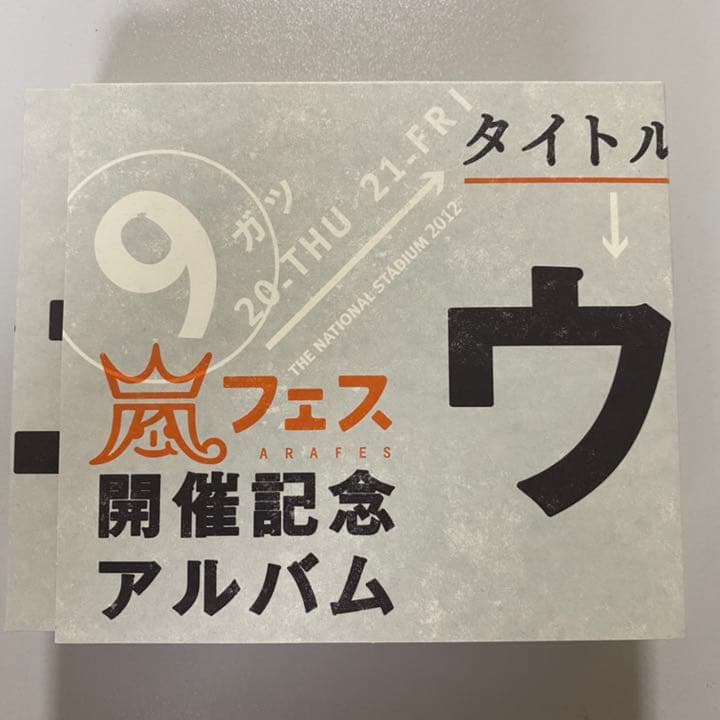 9
ガツ
20-THU 21-FRI
THE NATIONAL STADIUM 2012
タイトル
ウ
嵐フェス
ARAFES
開催記念
アルバム